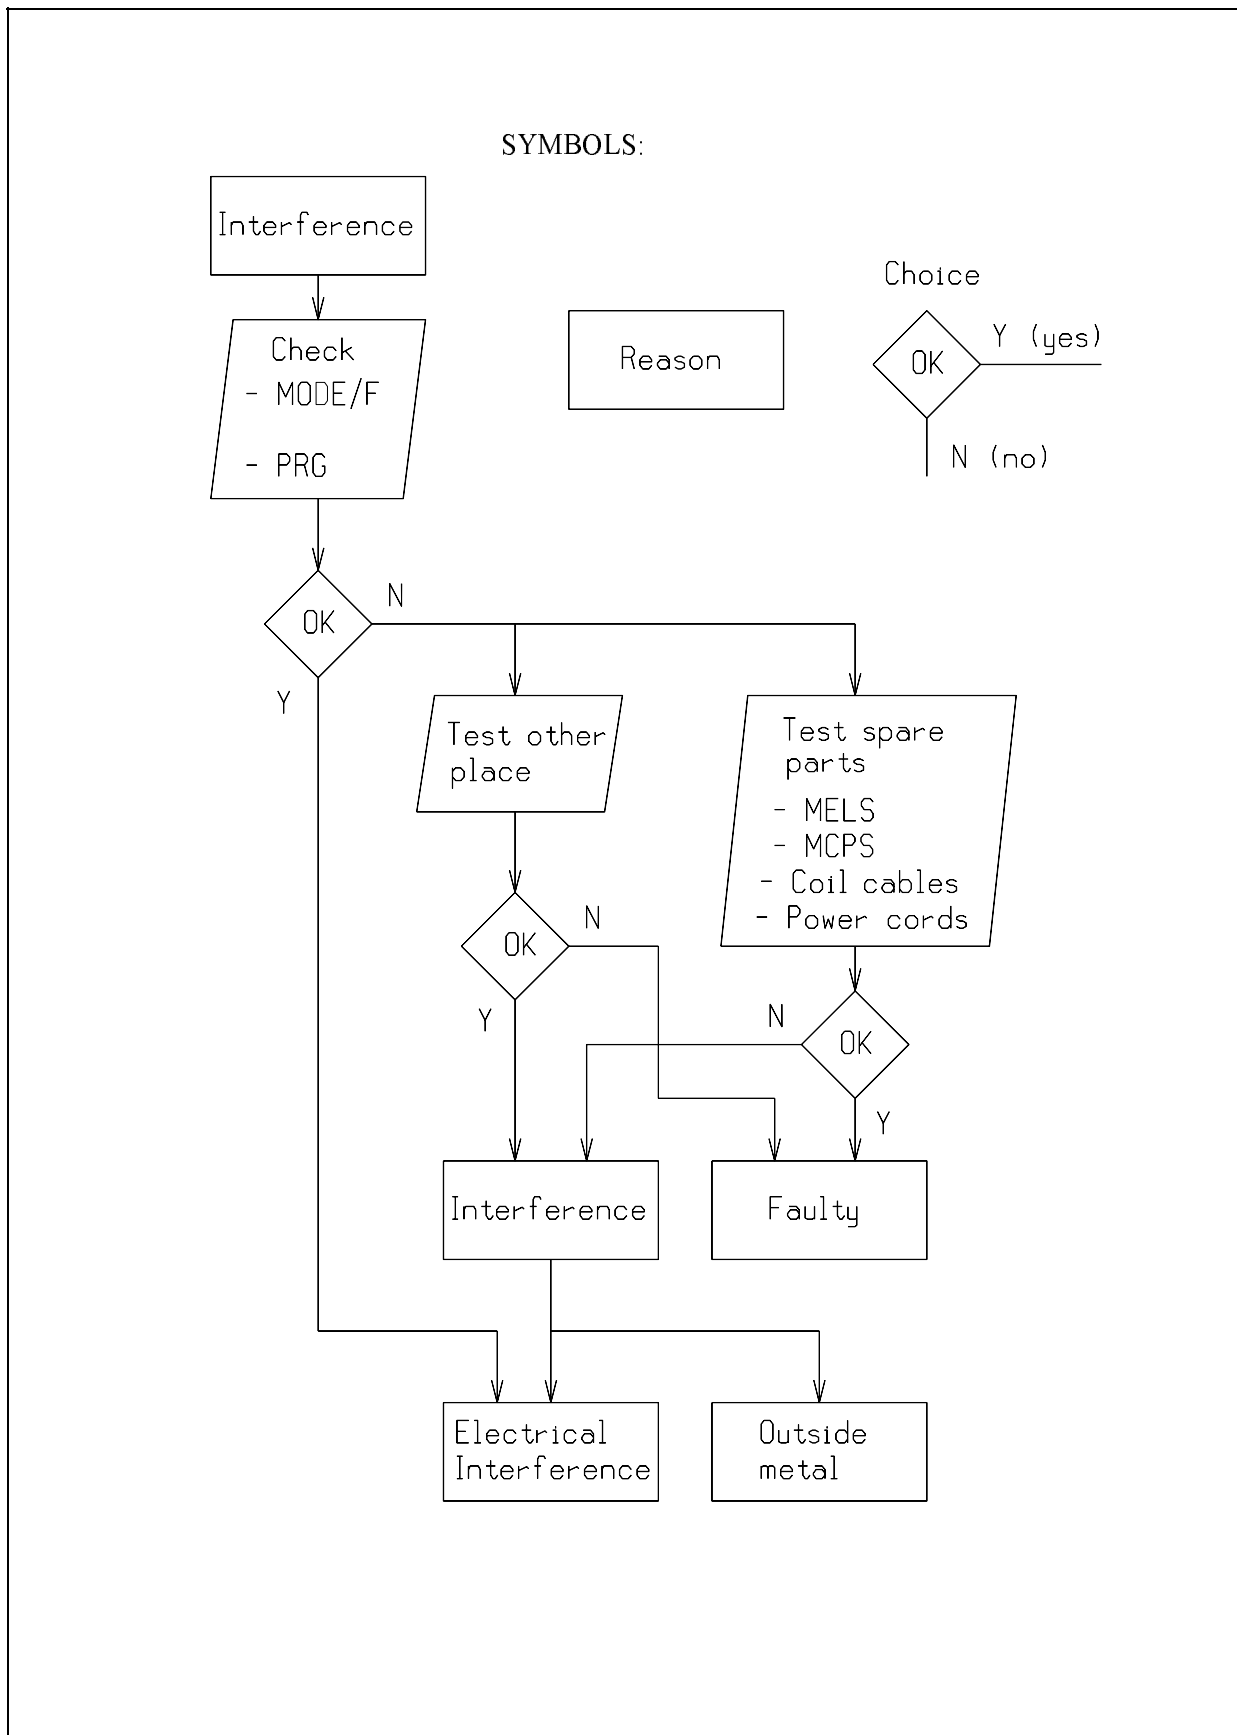 SYMBOLS:
Interference
Choice
Check
- MODE/F
- PRG
Reason
OK
Y (yes)
N (no)
OK
N
Y
Test other
place
Test spare
parts
- MELS
- MCPS
- Coil cables
- Power cords
OK
N
Y
N
OK
Y
Interference
Faulty
Electrical
Interference
Outside
metal